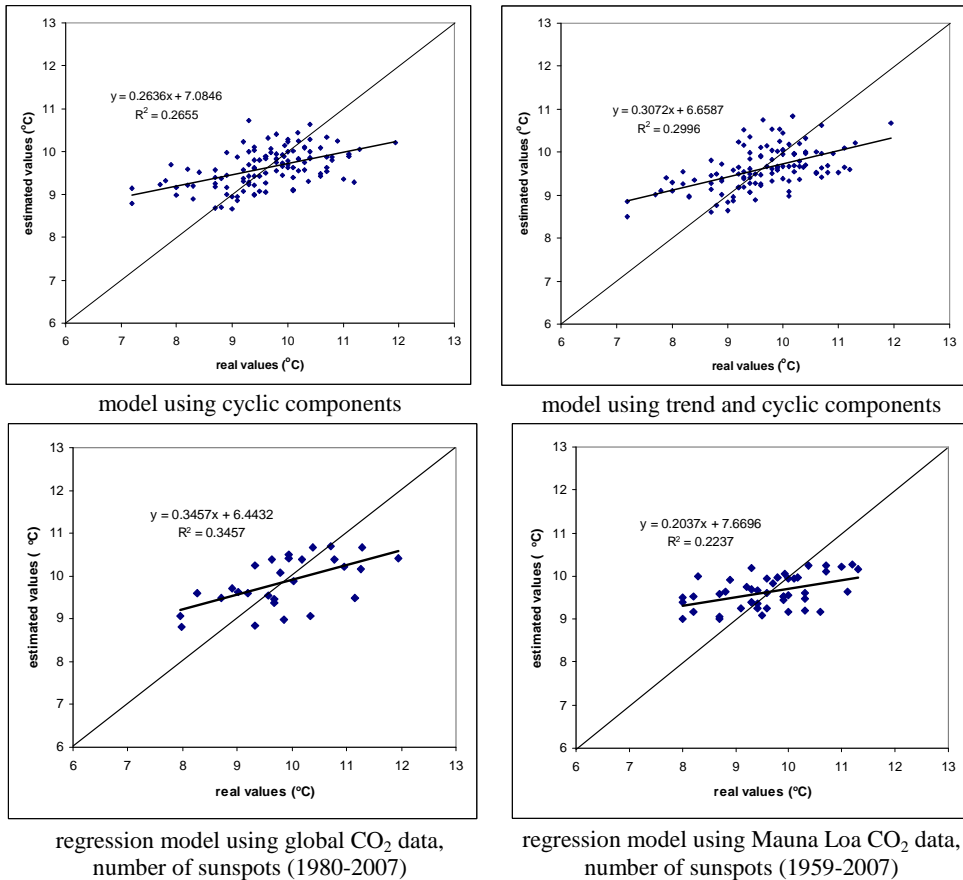 13
12
11
10
9
8
7
6
estimated values (°C)
y = 0.2636x + 7.0846
R² = 0.2655
6 7 8 9 10 11 12 13
real values (°C)
model using cyclic components
13
12
11
10
9
8
7
6
estimated values (°C)
y = 0.3072x + 6.6587
R² = 0.2996
6 7 8 9 10 11 12 13
real values (°C)
model using trend and cyclic components
13
12
11
10
9
8
7
6
estimated values ( °C)
y = 0.3457x + 6.4432
R² = 0.3457
6 7 8 9 10 11 12 13
real values (°C)
regression model using global CO₂ data,
number of sunspots (1980-2007)
13
12
11
10
9
8
7
6
estimated values ( °C)
y = 0.2037x + 7.6696
R² = 0.2237
6 7 8 9 10 11 12 13
real values (°C)
regression model using Mauna Loa CO₂ data,
number of sunspots (1959-2007)